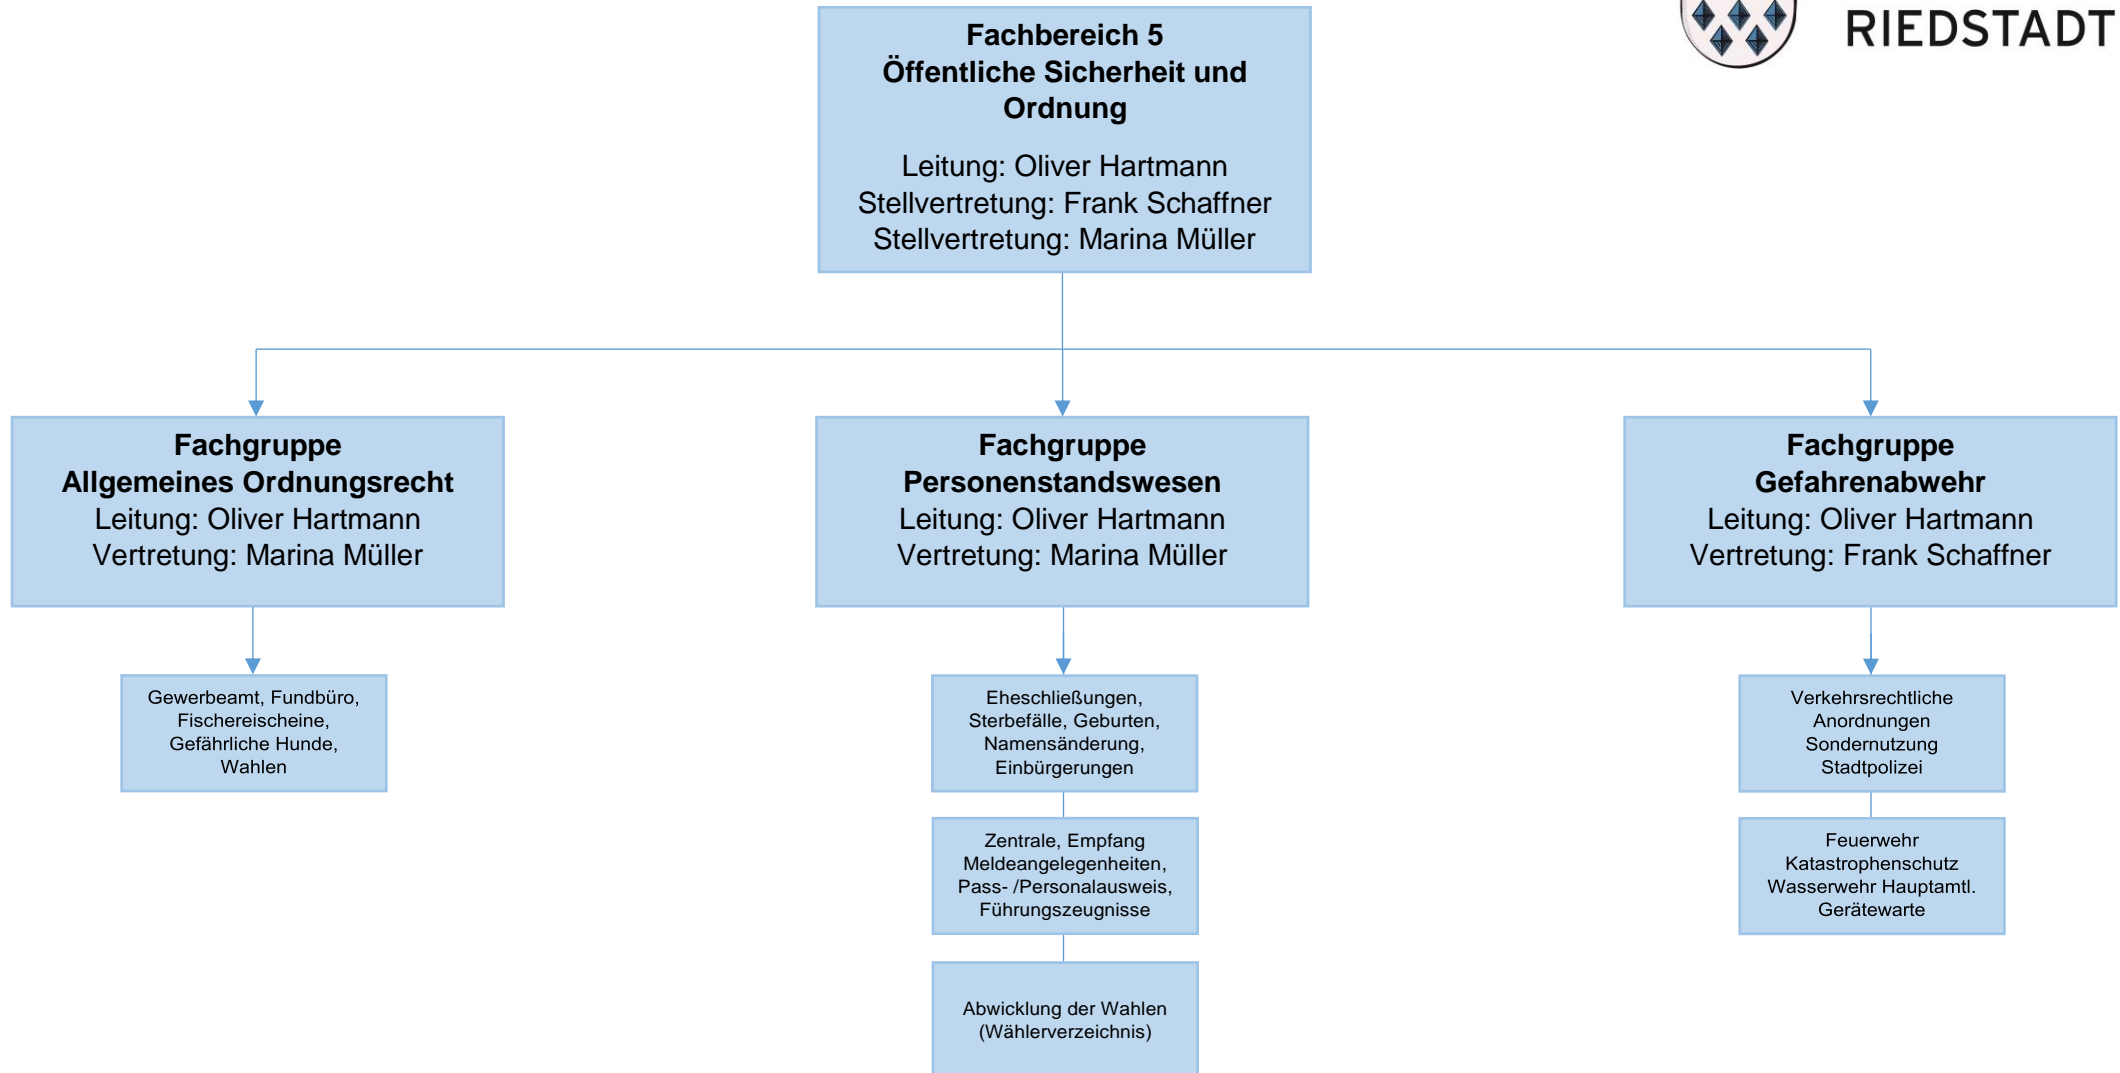 RIEDSTADT
Fachbereich 5
Öffentliche Sicherheit und
Ordnung
Leitung: Oliver Hartmann
Stellvertretung: Frank Schaffner
Stellvertretung: Marina Müller
Fachgruppe
Allgemeines Ordnungsrecht
Leitung: Oliver Hartmann
Vertretung: Marina Müller
Gewerbeamt, Fundbüro,
Fischereischeine,
Gefährliche Hunde,
Wahlen
Fachgruppe
Personenstandswesen
Leitung: Oliver Hartmann
Vertretung: Marina Müller
Eheschließungen,
Sterbefälle, Geburten,
Namensänderung,
Einbürgerungen
Zentrale, Empfang
Meldeangelegenheiten,
Pass- /Personalausweis,
Führungszeugnisse
Abwicklung der Wahlen
(Wählerverzeichnis)
Fachgruppe
Gefahrenabwehr
Leitung: Oliver Hartmann
Vertretung: Frank Schaffner
Verkehrsrechtliche
Anordnungen
Sondernutzung
Stadtpolizei
Feuerwehr
Katastrophenschutz
Wasserwehr Hauptamtl.
Gerätewarte